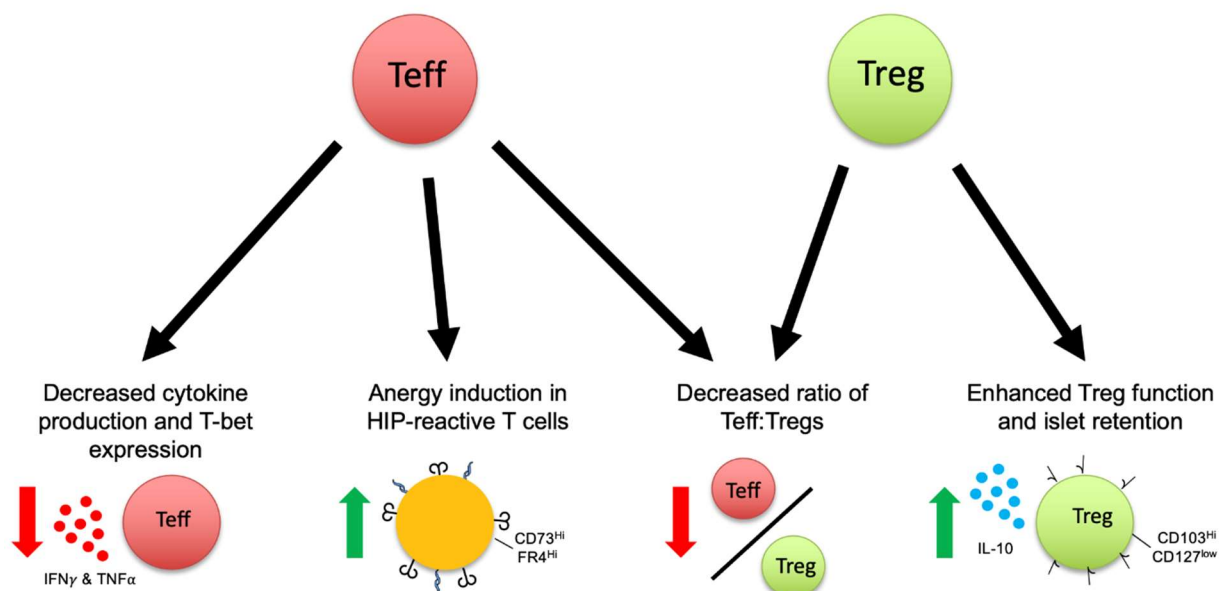 Teff
Treg
Decreased cytokine
production and T-bet
expression
Teff
IFNγ & TNFα
Anergy induction in
HIP-reactive T cells
CD73ᴴⁱ
FR4ᴴⁱ
Decreased ratio of
Teff:Tregs
Teff
Treg
Enhanced Treg function
and islet retention
IL-10
Treg
CD103ᴴⁱ
CD127ˡᵒʷ